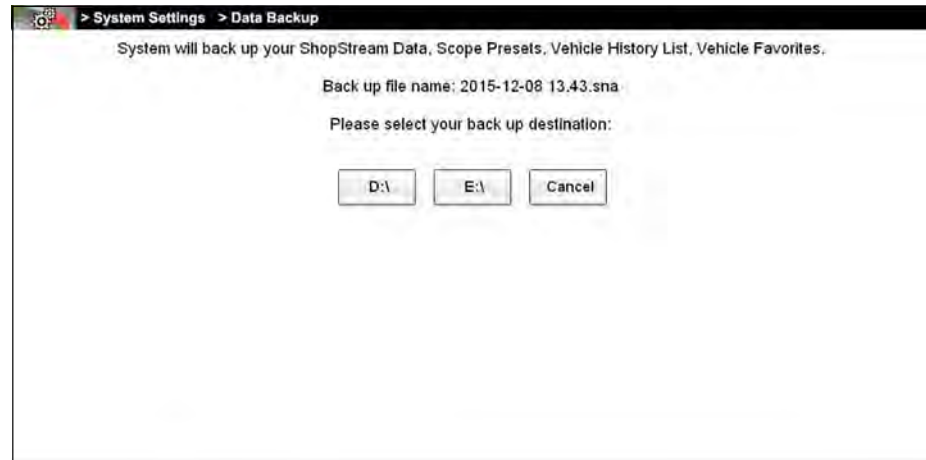 > System Settings > Data Backup
System will back up your ShopStream Data, Scope Presets, Vehicle History List, Vehicle Favorites.
Back up file name: 2015-12-08 13.43.sna
Please select your back up destination:
D:\ E:\ Cancel